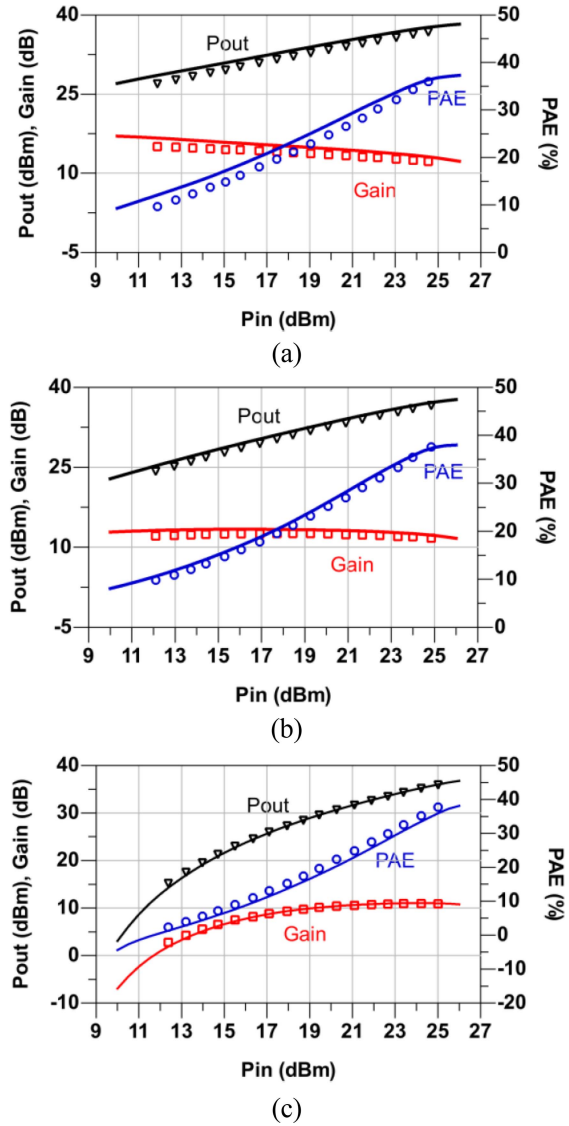 40
25
10
-5
Pout (dBm), Gain (dB)
Pout
PAE
Gain
50
40
30
20
10
0
PAE (%)
9 11 13 15 17 19 21 23 25 27
Pin (dBm)
(a)
40
25
10
-5
Pout (dBm), Gain (dB)
Pout
PAE
Gain
50
40
30
20
10
0
PAE (%)
9 11 13 15 17 19 21 23 25 27
Pin (dBm)
(b)
40
30
20
10
0
-10
Pout (dBm), Gain (dB)
Pout
PAE
Gain
50
40
30
20
10
0
-10
-20
PAE (%)
9 11 13 15 17 19 21 23 25 27
Pin (dBm)
(c)